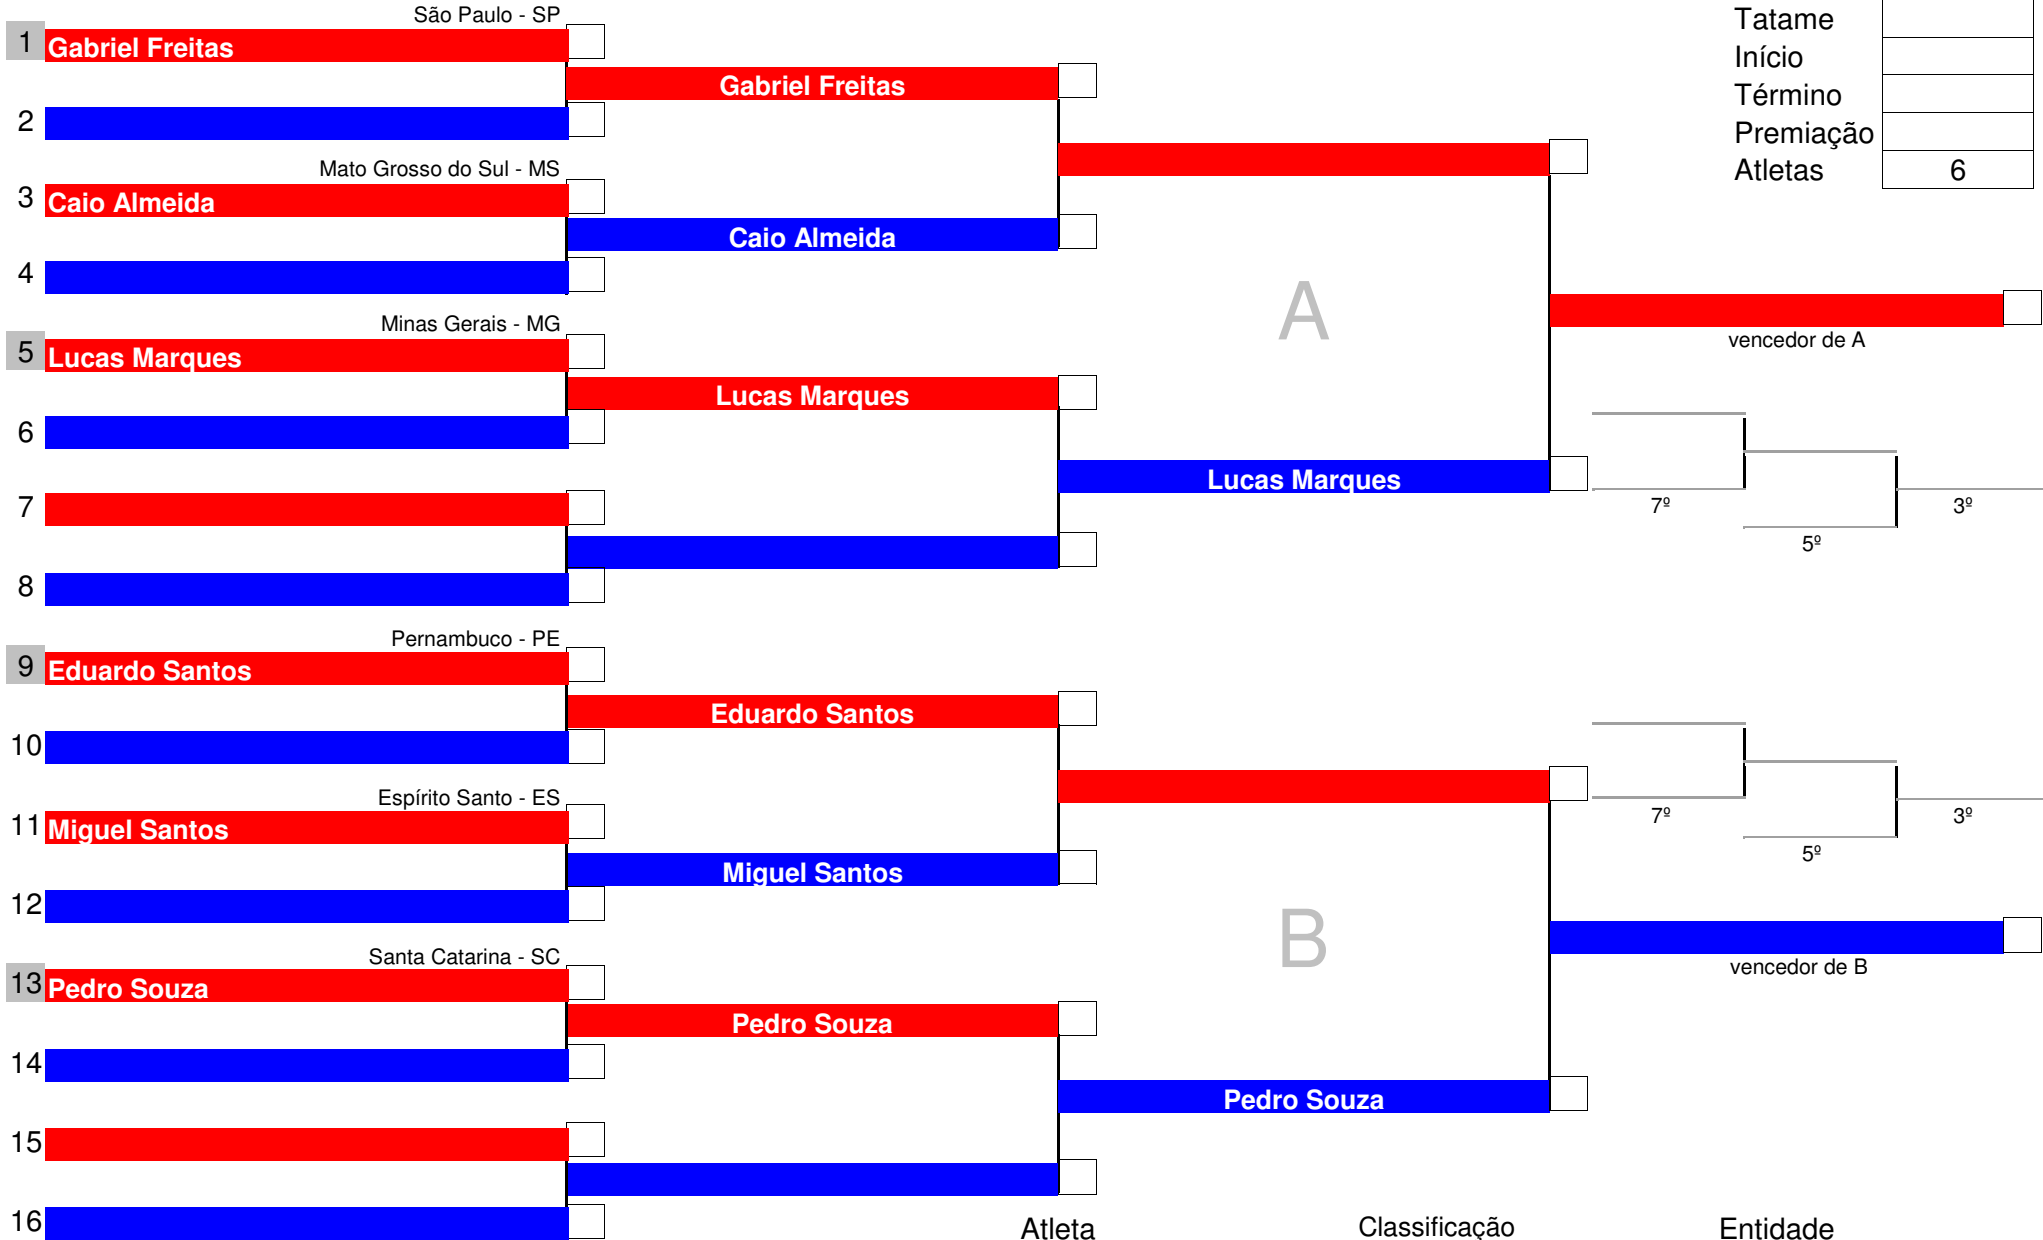 São Paulo - SP
1 Gabriel Freitas
Gabriel Freitas
2
Mato Grosso do Sul - MS
3 Caio Almeida
Caio Almeida
4
Minas Gerais - MG
5 Lucas Marques
Lucas Marques
6
Lucas Marques
7
8
A
vencedor de A
7º
5º
3º
Tatame
Início
Término
Premiação
Atletas 6
Pernambuco - PE
9 Eduardo Santos
Eduardo Santos
10
Espírito Santo - ES
11 Miguel Santos
Miguel Santos
12
Santa Catarina - SC
13 Pedro Souza
Pedro Souza
14
Pedro Souza
15
16
B
vencedor de B
7º
5º
3º
Atleta Classificação Entidade